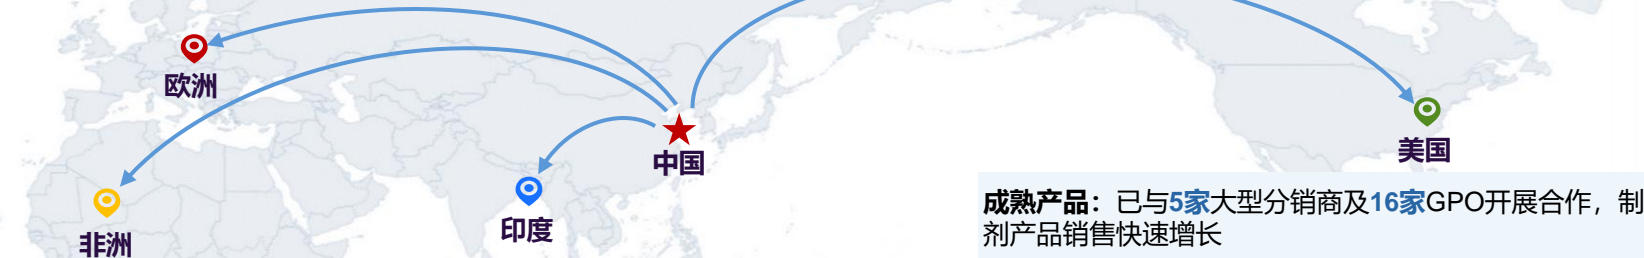 欧洲
中国
美国
印度
非洲
成熟产品：已与5家大型分销商及16家GPO开展合作，制
剂产品销售快速增长